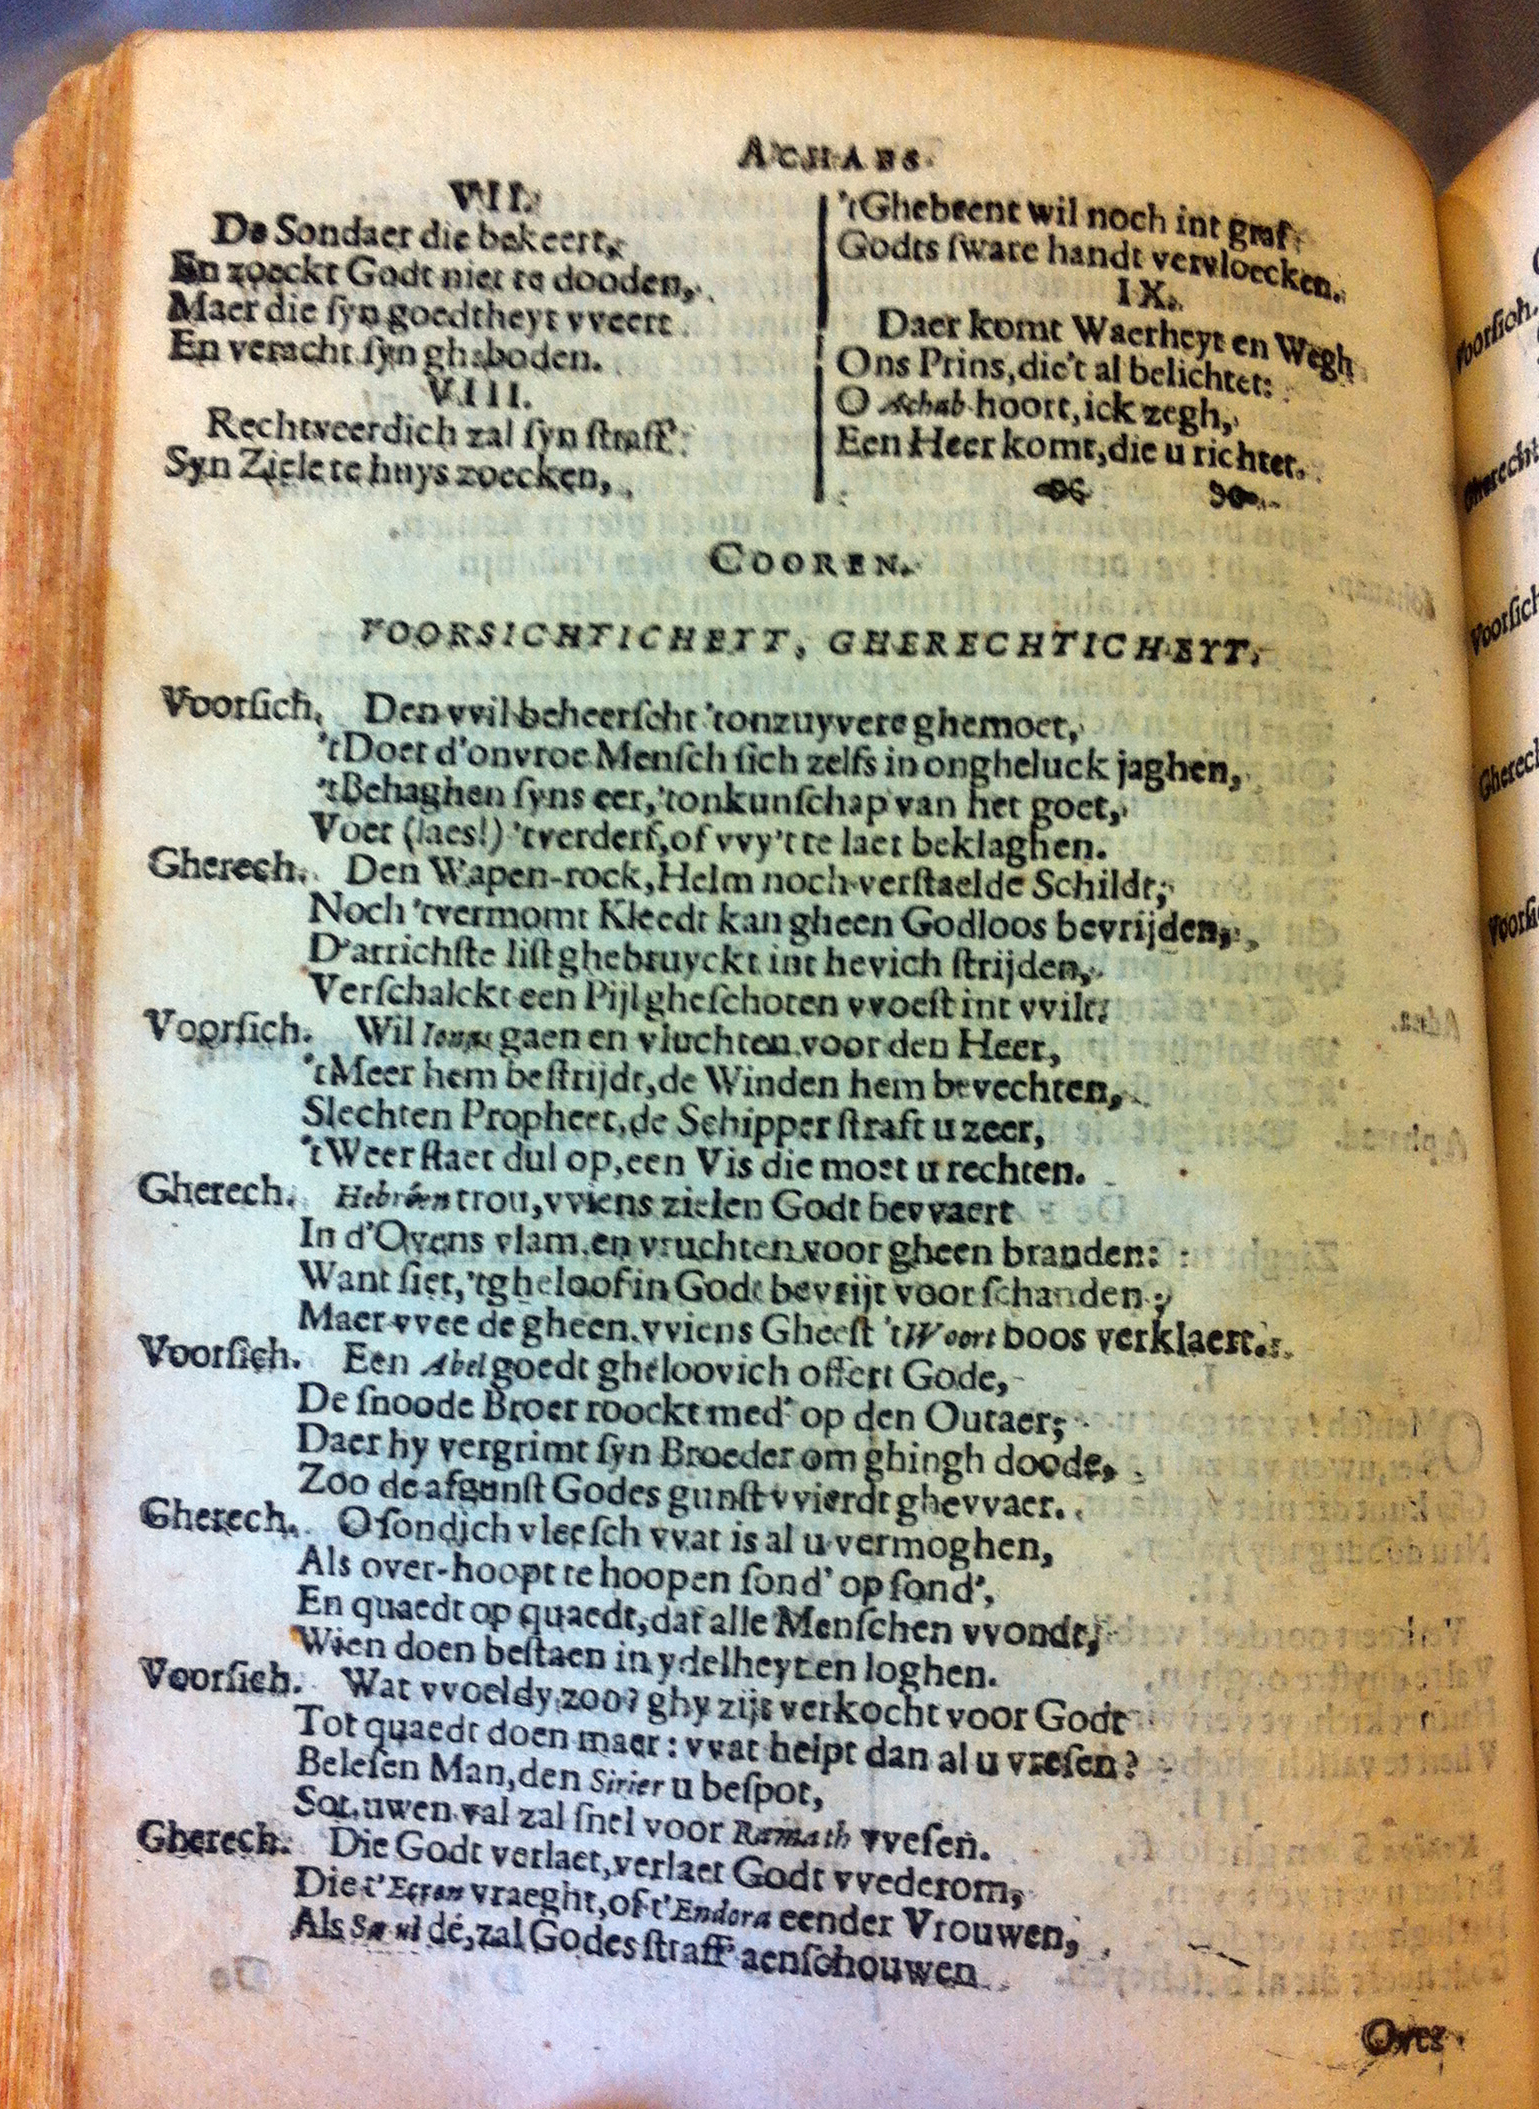 ACHABS.
VII.
De Sondaer die bekeert,
En zoeckt Godt niet te dooden,
Maer die ſyn goedtheyt vveert
En veracht ſyn gheboden.
VIII.
Rechtveerdich zal ſyn ſtraff'
Syn Ziele te huys zoecken,
'tGhebeent wil noch int graf
Godts ſware handt vervloecken.
IX.
Daer komt Waerheyt en Wegh
Ons Prins, die't al belichtet:
O Achab hoort, ick zegh,
Een Heer komt, die u richtet.
COOREN.
VOORSICHTICHEYT, GHERECHTICHEYT.
Voorſich. Den vvil beheerſcht 'tonzuyvere ghemoet,
'tDoet d'onvroe Menſch ſich zelfs in ongheluck jaghen,
'tBehaghen ſyns eer, 'tonkunſchap van het goet,
Voer (laes!) 'tverderf, of vvy't te laet beklaghen.
Gherech. Den Wapen-rock, Helm noch verſtaelde Schildt,
Noch 'tvermomt Kleedt kan gheen Godloos bevrijden,
D'arrichſte liſt ghebruyckt int hevich ſtrijden,
Verſchalckt een Pijl gheſchoten vvoeſt int vvilt.
Voorſich. Wil Ionas gaen en vluchten voor den Heer,
'tMeer hem beſtrijdt, de Winden hem bevechten,
Slechten Propheet, de Schipper ſtraft u zeer,
'tWeer ſtaet dul op, een Vis die moet u rechten.
Gherech. Hebréen trou, vviens zielen Godt bevvaert
In d'Ovens vlam, en vruchten voor gheen branden:
Want ſiet, 'tgheloof in Godt bevrijt voor ſchanden;
Maer vvee de gheen, vviens Gheeſt 'tWoort boos verklaert.
Voorſich. Een Abel goedt gheloovich offert Gode,
De ſnoode Broer roockt med' op den Outaer;
Daer hy vergrimt ſyn Broeder om ghingh doode,
Zoo de afgunſt Godes gunſt vvierdt ghevvaer.
Gherech. O ſondich vleeſch vvat is al u vermoghen,
Als over-hoopt te hoopen ſond' op ſond',
En quaedt op quaedt, dat alle Menſchen vvondt,
Wien doen beſtaen in ydelheyt en loghen.
Voorſich. Wat vvoeldy zoo? ghy zijt verkocht voor Godt
Tot quaedt doen maer: vvat helpt dan al u vreſen?
Beleſen Man, den Sirier u beſpot,
Sot, uwen val zal ſnel voor Ramath vveſen.
Gherech. Die Godt verlaet, verlaet Godt vvederom,
Die t'Ecron vraeght, of t'Endora eender Vrouwen,
Als Saul dé, zal Godes ſtraff' aenſchouwen
Over